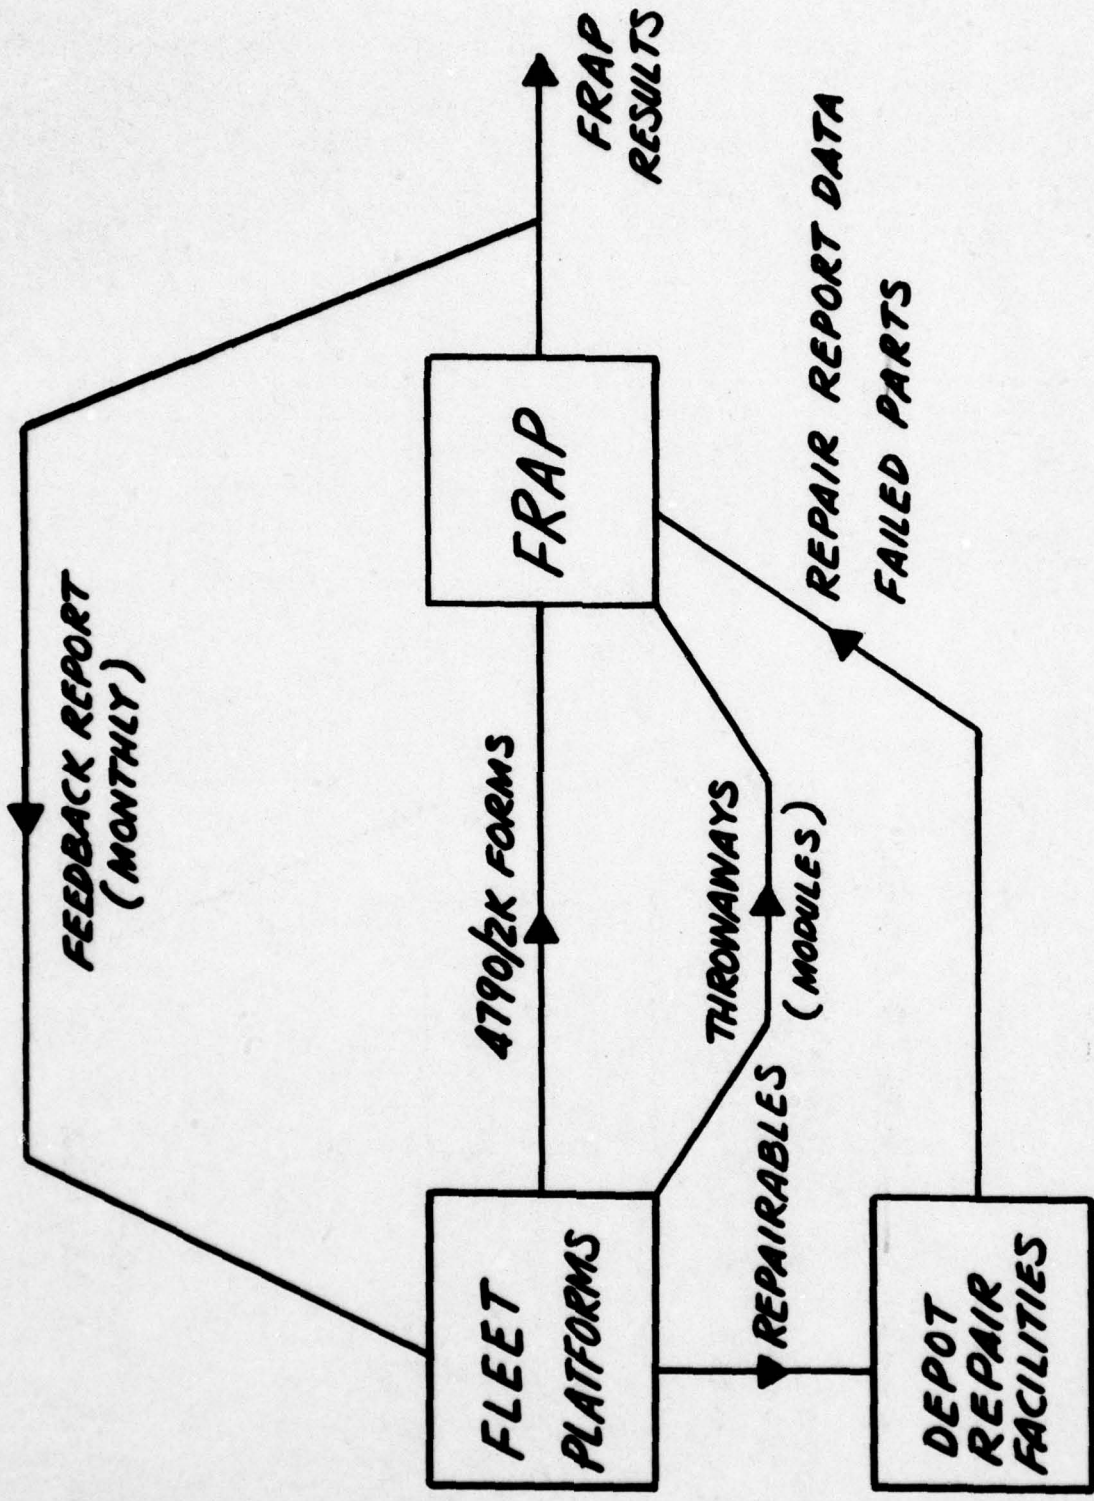 FEEDBACK REPORT
(MONTHLY)
FRAP
RESULTS
4790/2K FORMS
FRAP
FLEET
PLATFORMS
THROWAWAYS
(MODULES)
REPAIRABLES
REPAIR REPORT DATA
FAILED PARTS
DEPOT
REPAIR
FACILITIES